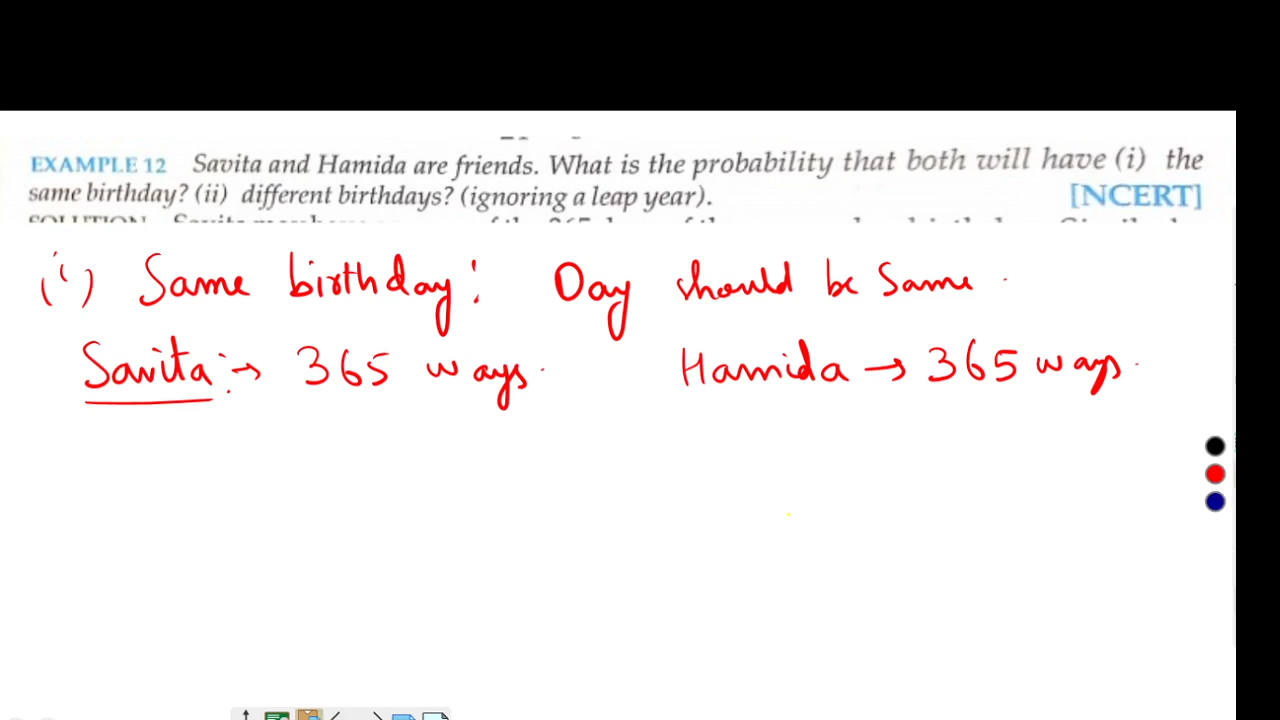 EXAMPLE 12 Savita and Hamida are friends. What is the probability that both will have (i) the
same birthday? (ii) different birthdays? (ignoring a leap year). [NCERT]
(i) Same birthday: Day should be same.
Savita :→ 365 ways. Hamida → 365 ways.